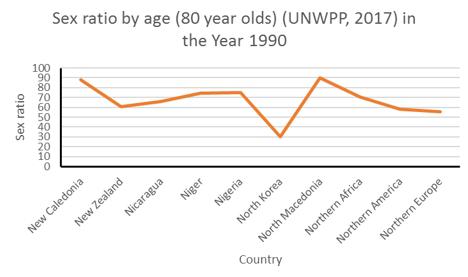 Sex ratio by age (80 year olds) (UNWPP, 2017) in
the Year 1990
100
90
80
70
60
50
40
30
20
10
0
Sex ratio
New Caledonia
New Zealand
Nicaragua
Niger
Nigeria
North Korea
North Macedonia
Northern Africa
Northern America
Northern Europe
Country